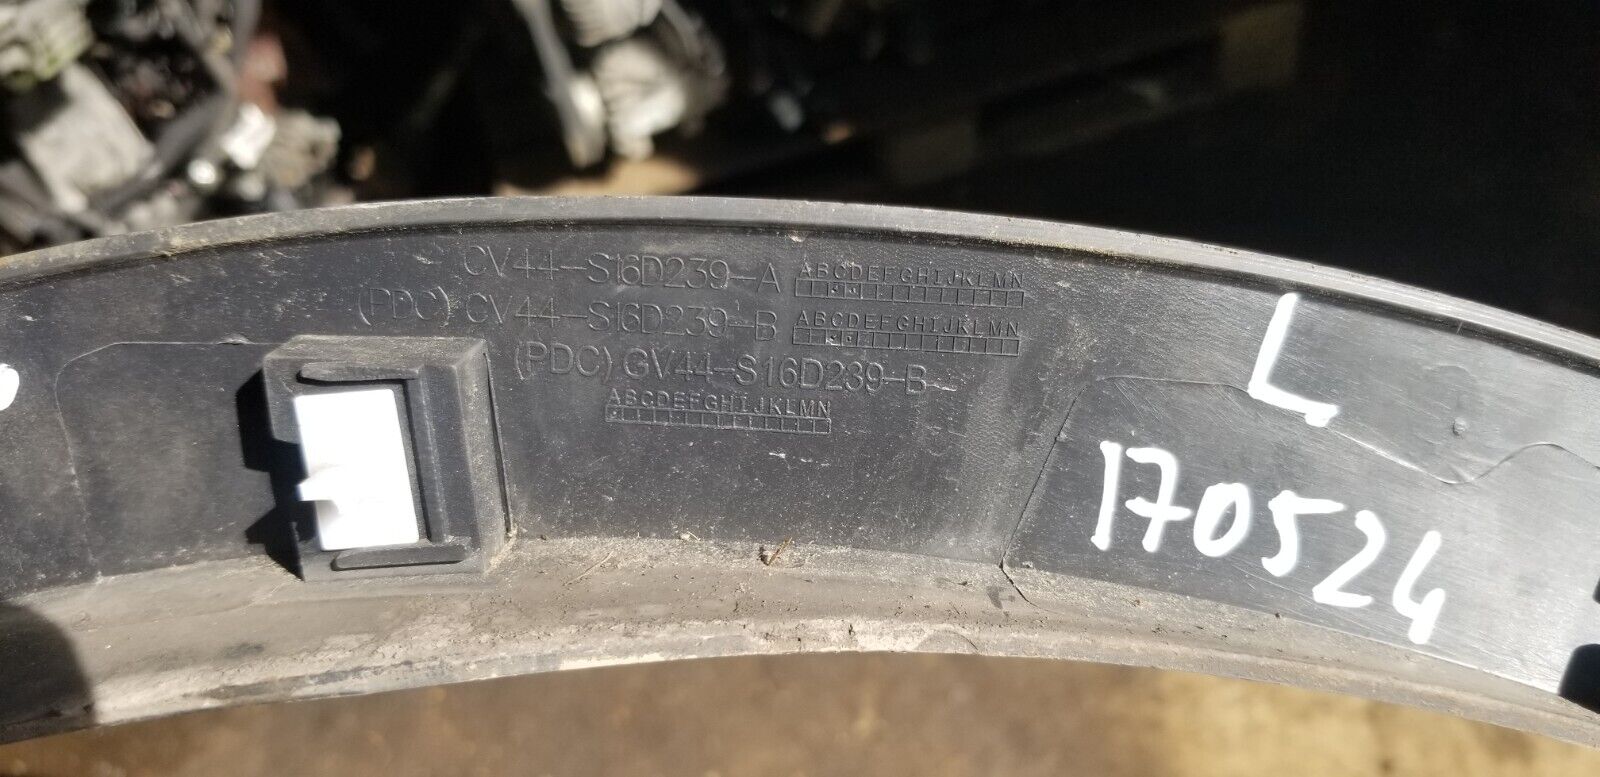 CV44-S16D239-A ABCDEFGHIJKLMN
(PDC) CV44-S16D239-B ABCDEFGHIJKLMN
(PDC) GV44-S16D239-B
ABCDEFGHIJKLMN
L
170524